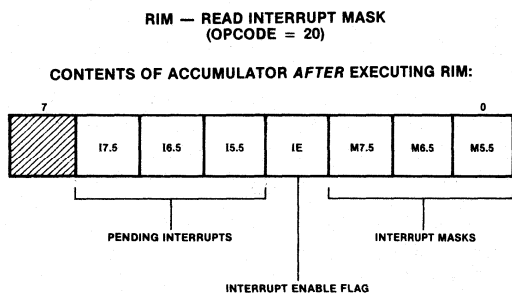 RIM — READ INTERRUPT MASK
(OPCODE = 20)
CONTENTS OF ACCUMULATOR AFTER EXECUTING RIM:
7 0
I7.5 I6.5 I5.5 IE M7.5 M6.5 M5.5
PENDING INTERRUPTS INTERRUPT MASKS
INTERRUPT ENABLE FLAG